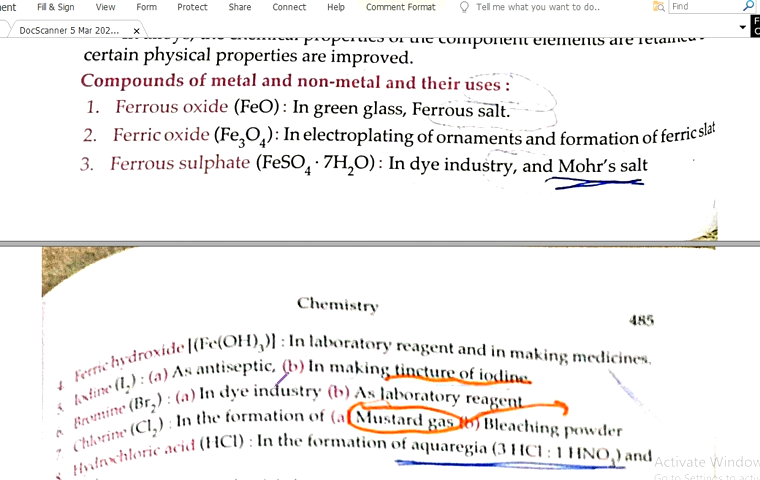 ment Fill & Sign View Form Protect Share Connect Help Comment Format Tell me what you want to do.. Find
DocScanner 5 Mar 202... ×
certain physical properties are improved.
Compounds of metal and non-metal and their uses :
1. Ferrous oxide (FeO) : In green glass, Ferrous salt.
2. Ferric oxide (Fe₃O₄) : In electroplating of ornaments and formation of ferric slat
3. Ferrous sulphate (FeSO₄ · 7H₂O) : In dye industry, and Mohr's salt
Chemistry
485
4. Ferric hydroxide [(Fe(OH)₃)] : In laboratory reagent and in making medicines.
5. Iodine (I₂) : (a) As antiseptic, (b) In making tincture of iodine.
6. Bromine (Br₂) : (a) In dye industry (b) As laboratory reagent
7. Chlorine (Cl₂) : In the formation of (a) Mustard gas (b) Bleaching powder
Hydrochloric acid (HCl) : In the formation of aquaregia (3 HCl : 1 HNO₃) and
Activate Window